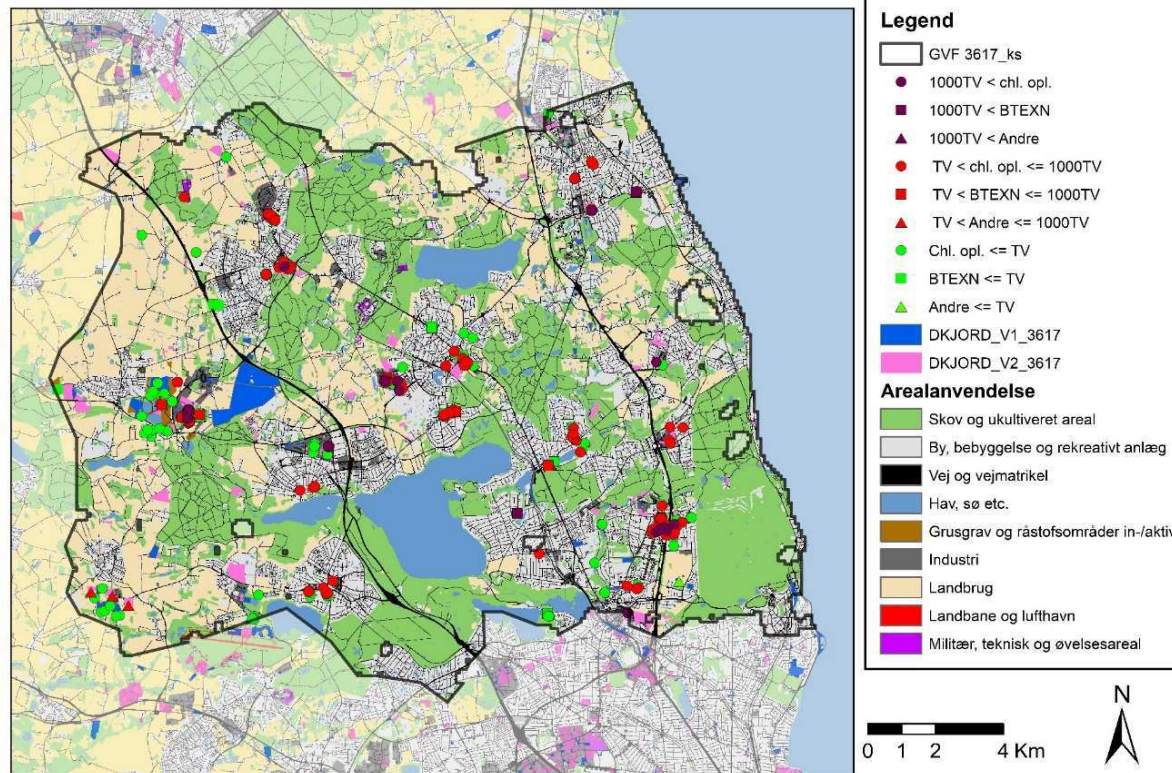 Legend
GVF 3617_ks
1000TV < chl. opl.
1000TV < BTEXN
1000TV < Andre
TV < chl. opl. <= 1000TV
TV < BTEXN <= 1000TV
TV < Andre <= 1000TV
Chl. opl. <= TV
BTEXN <= TV
Andre <= TV
DKJORD_V1_3617
DKJORD_V2_3617
Arealanvendelse
Skov og ukultiveret areal
By, bebyggelse og rekreativt anlæg
Vej og vejmatrikel
Hav, sø etc.
Grusgrav og råstofsområder in-/aktiv
Industri
Landbrug
Landbane og lufthavn
Militær, teknisk og øvelsesareal
N
0 1 2 4 Km